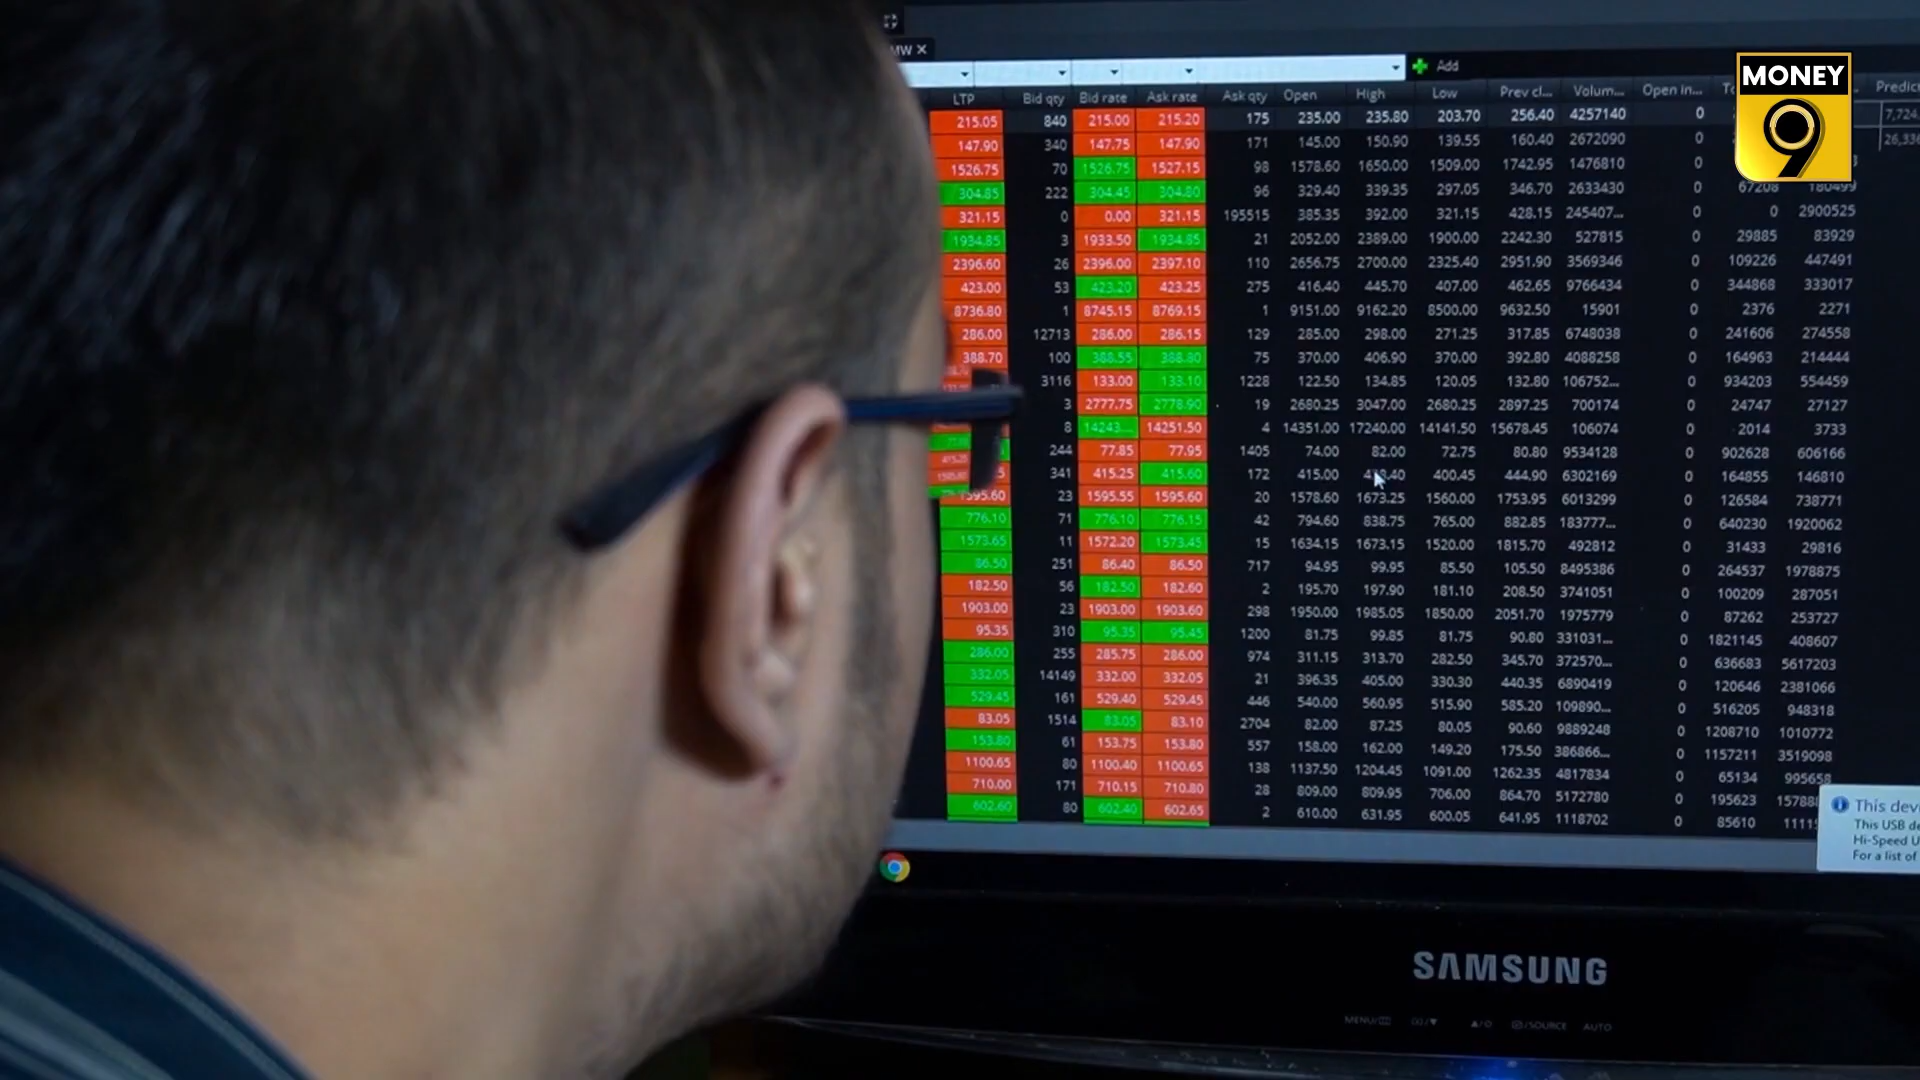 MW
Add
MONEY
9
LTP Bid qty Bid rate Ask rate Ask qty Open High Low Prev cl... Volum... Open in...
215.05 840 215.00 215.20 175 235.00 235.80 203.70 256.40 4257140 0
147.90 340 147.75 147.90 171 145.00 150.90 139.55 160.40 2672090 0
1526.75 70 1526.75 1527.15 98 1578.60 1650.00 1509.00 1742.95 1476810 0
304.85 222 304.45 304.80 96 329.40 339.35 297.05 346.70 2633430 0 67208 180499
321.15 0 0.00 321.15 195515 385.35 392.00 321.15 428.15 245407... 0 0 2900525
1934.85 3 1933.50 1934.85 21 2052.00 2389.00 1900.00 2242.30 527815 0 29885 83929
2396.60 26 2396.00 2397.10 110 2656.75 2700.00 2325.40 2951.90 3569346 0 109226 447491
423.00 53 423.20 423.25 275 416.40 445.70 407.00 462.65 9766434 0 344868 333017
8736.80 1 8745.15 8769.15 1 9151.00 9162.20 8500.00 9632.50 15901 0 2376 2271
286.00 12713 286.00 286.15 129 285.00 298.00 271.25 317.85 6748038 0 241606 274558
388.70 100 388.55 388.80 75 370.00 406.90 370.00 392.80 4088258 0 164963 214444
3116 133.00 133.10 1228 122.50 134.85 120.05 132.80 106752... 0 934203 554459
3 2777.75 2778.90 19 2680.25 3047.00 2680.25 2897.25 700174 0 24747 27127
8 14243... 14251.50 4 14351.00 17240.00 14141.50 15678.45 106074 0 2014 3733
244 77.85 77.95 1405 74.00 82.00 72.75 80.80 9534128 0 902628 606166
341 415.25 415.60 172 415.00 400.45 444.90 6302169 0 164855 146810
1595.60 23 1595.55 1595.60 20 1578.60 1673.25 1560.00 1753.95 6013299 0 126584 738771
776.10 71 776.10 776.15 42 794.60 838.75 765.00 882.85 183777... 0 640230 1920062
1573.65 11 1572.20 1573.45 15 1634.15 1673.15 1520.00 1815.70 492812 0 31433 29816
86.50 251 86.40 86.50 717 94.95 99.95 85.50 105.50 8495386 0 264537 1978875
182.50 56 182.50 182.60 2 195.70 197.90 181.10 208.50 3741051 0 100209 287051
1903.00 23 1903.00 1903.60 298 1950.00 1985.05 1850.00 2051.70 1975779 0 87262 253727
95.35 310 95.35 95.45 1200 81.75 99.85 81.75 90.80 331031... 0 1821145 408607
286.00 255 285.75 286.00 974 311.15 313.70 282.50 345.70 372570... 0 636683 5617203
332.05 14149 332.00 332.05 21 396.35 405.00 330.30 440.35 6890419 0 120646 2381066
529.45 161 529.40 529.45 446 540.00 560.95 515.90 585.20 109890... 0 516205 948318
83.05 1514 83.05 83.10 2704 82.00 87.25 80.05 90.60 9889248 0 1208710 1010772
153.80 61 153.75 153.80 557 158.00 162.00 149.20 175.50 386866... 0 1157211 3519098
1100.65 80 1100.40 1100.65 138 1137.50 1204.45 1091.00 1262.35 4817834 0 65134 995658
710.00 171 710.15 710.80 28 809.00 809.95 706.00 864.70 5172780 0 195623
602.60 80 602.40 602.65 2 610.00 631.95 600.05 641.95 1118702 0 85610
This
This USB
Hi-Speed
For a list of
SAMSUNG
MENU
SOURCE AUTO